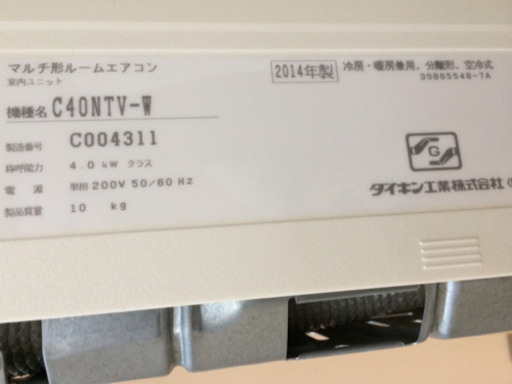 マルチ形ルームエアコン
室内ユニット
2014年製 冷房・暖房兼用、分離形、空冷式
3G086554B-7A
機種名 C40NTV-W
製造番号 C004311
称呼能力 4.0 kW クラス
電源 単相 200V 50/60 Hz
製品質量 10 kg
G
ダイキン工業株式会社